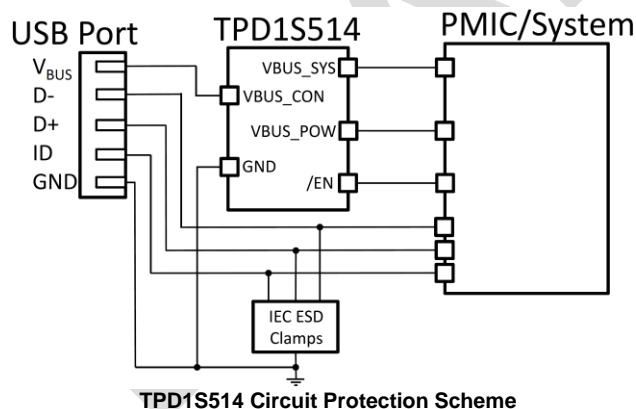 USB Port
TPD1S514
PMIC/System
VBUS
D-
D+
ID
GND
VBUS_SYS
VBUS_CON
VBUS_POW
GND
/EN
IEC ESD
Clamps
TPD1S514 Circuit Protection Scheme